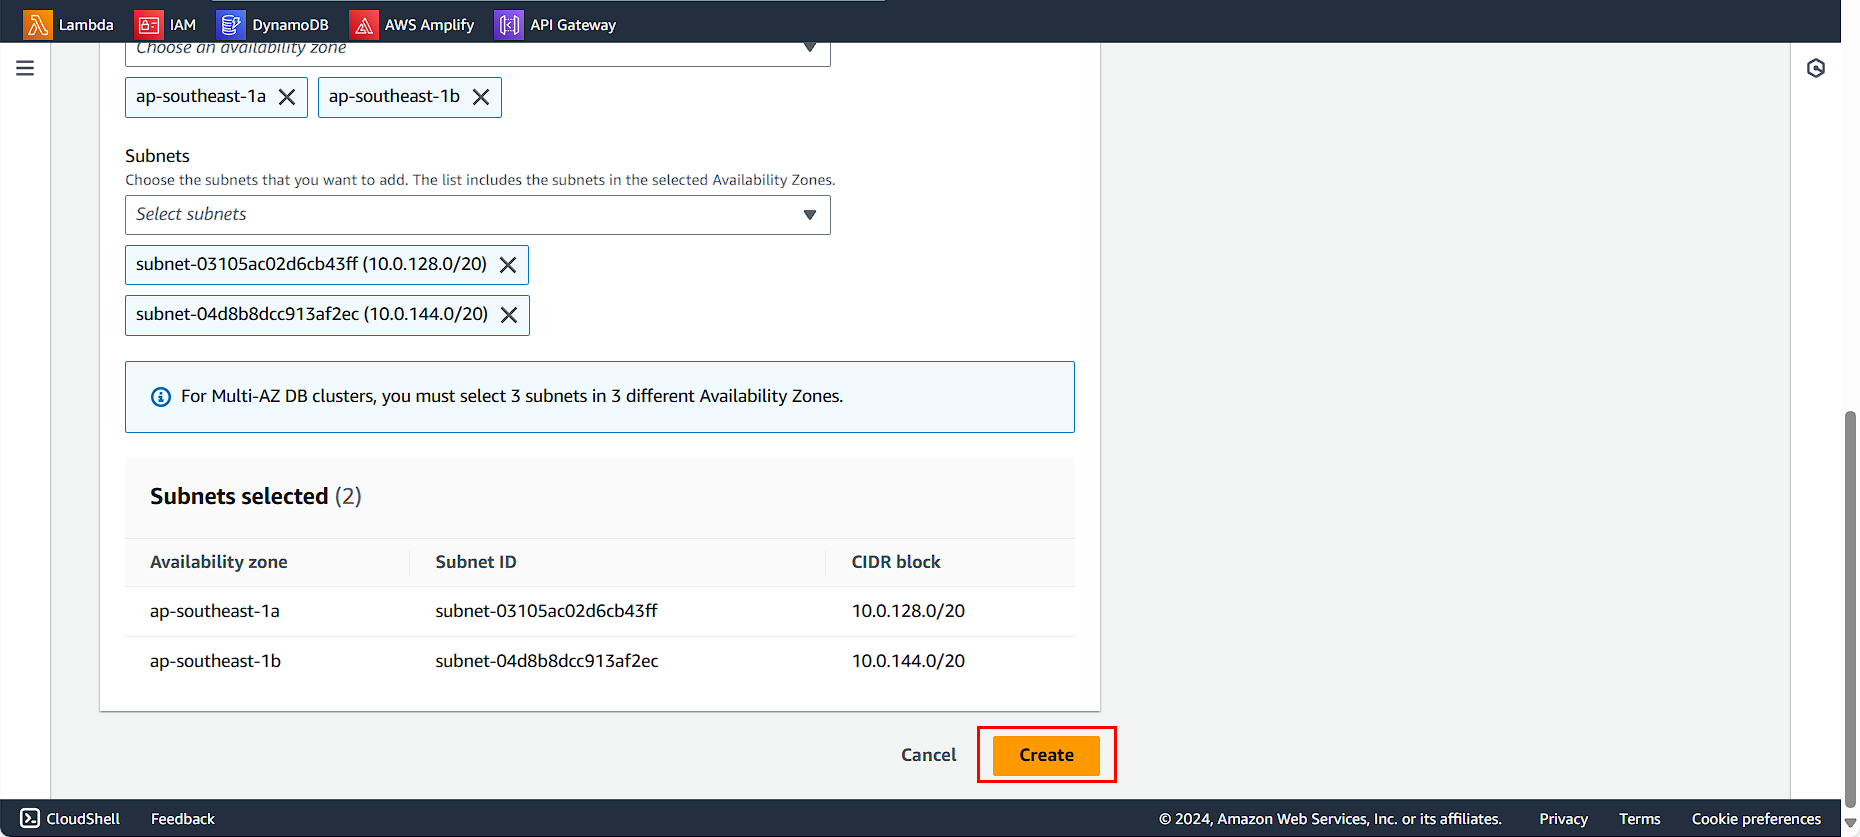 Lambda IAM DynamoDB AWS Amplify API Gateway
Choose an availability zone
ap-southeast-1a ap-southeast-1b
Subnets
Choose the subnets that you want to add. The list includes the subnets in the selected Availability Zones.
Select subnets
subnet-03105ac02d6cb43ff (10.0.128.0/20)
subnet-04d8b8dcc913af2ec (10.0.144.0/20)
For Multi-AZ DB clusters, you must select 3 subnets in 3 different Availability Zones.
Subnets selected (2)
Availability zone Subnet ID CIDR block
ap-southeast-1a subnet-03105ac02d6cb43ff 10.0.128.0/20
ap-southeast-1b subnet-04d8b8dcc913af2ec 10.0.144.0/20
Cancel Create
CloudShell Feedback © 2024, Amazon Web Services, Inc. or its affiliates. Privacy Terms Cookie preferences